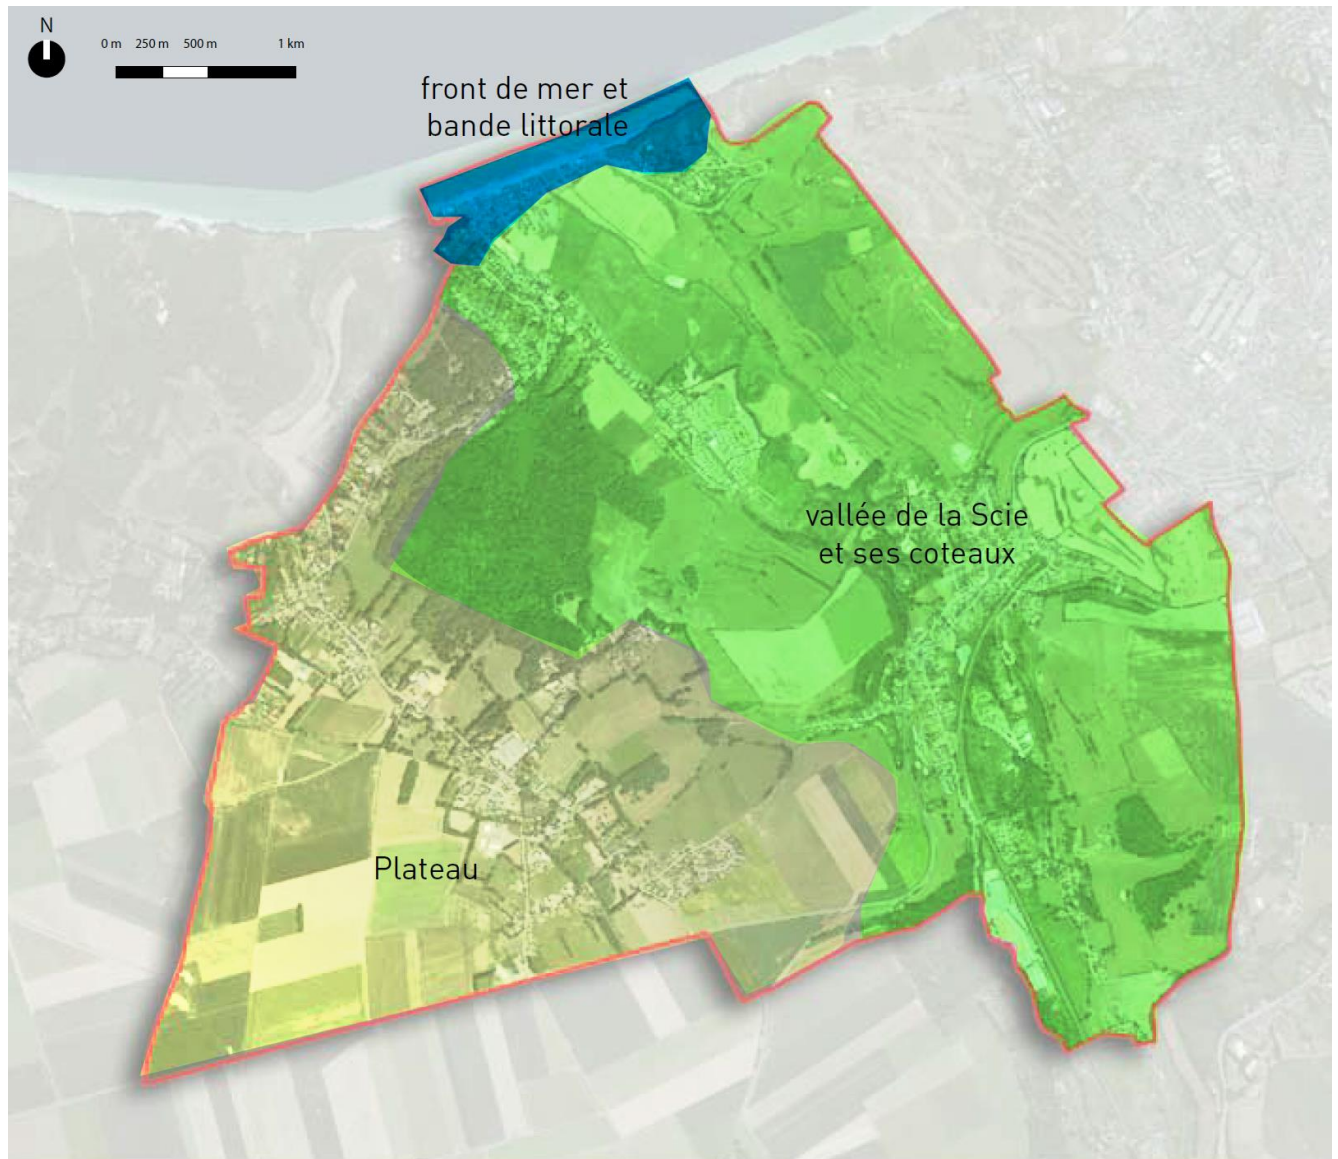 N
0 m 250 m 500 m 1 km
front de mer et
bande littorale
vallée de la Scie
et ses coteaux
Plateau